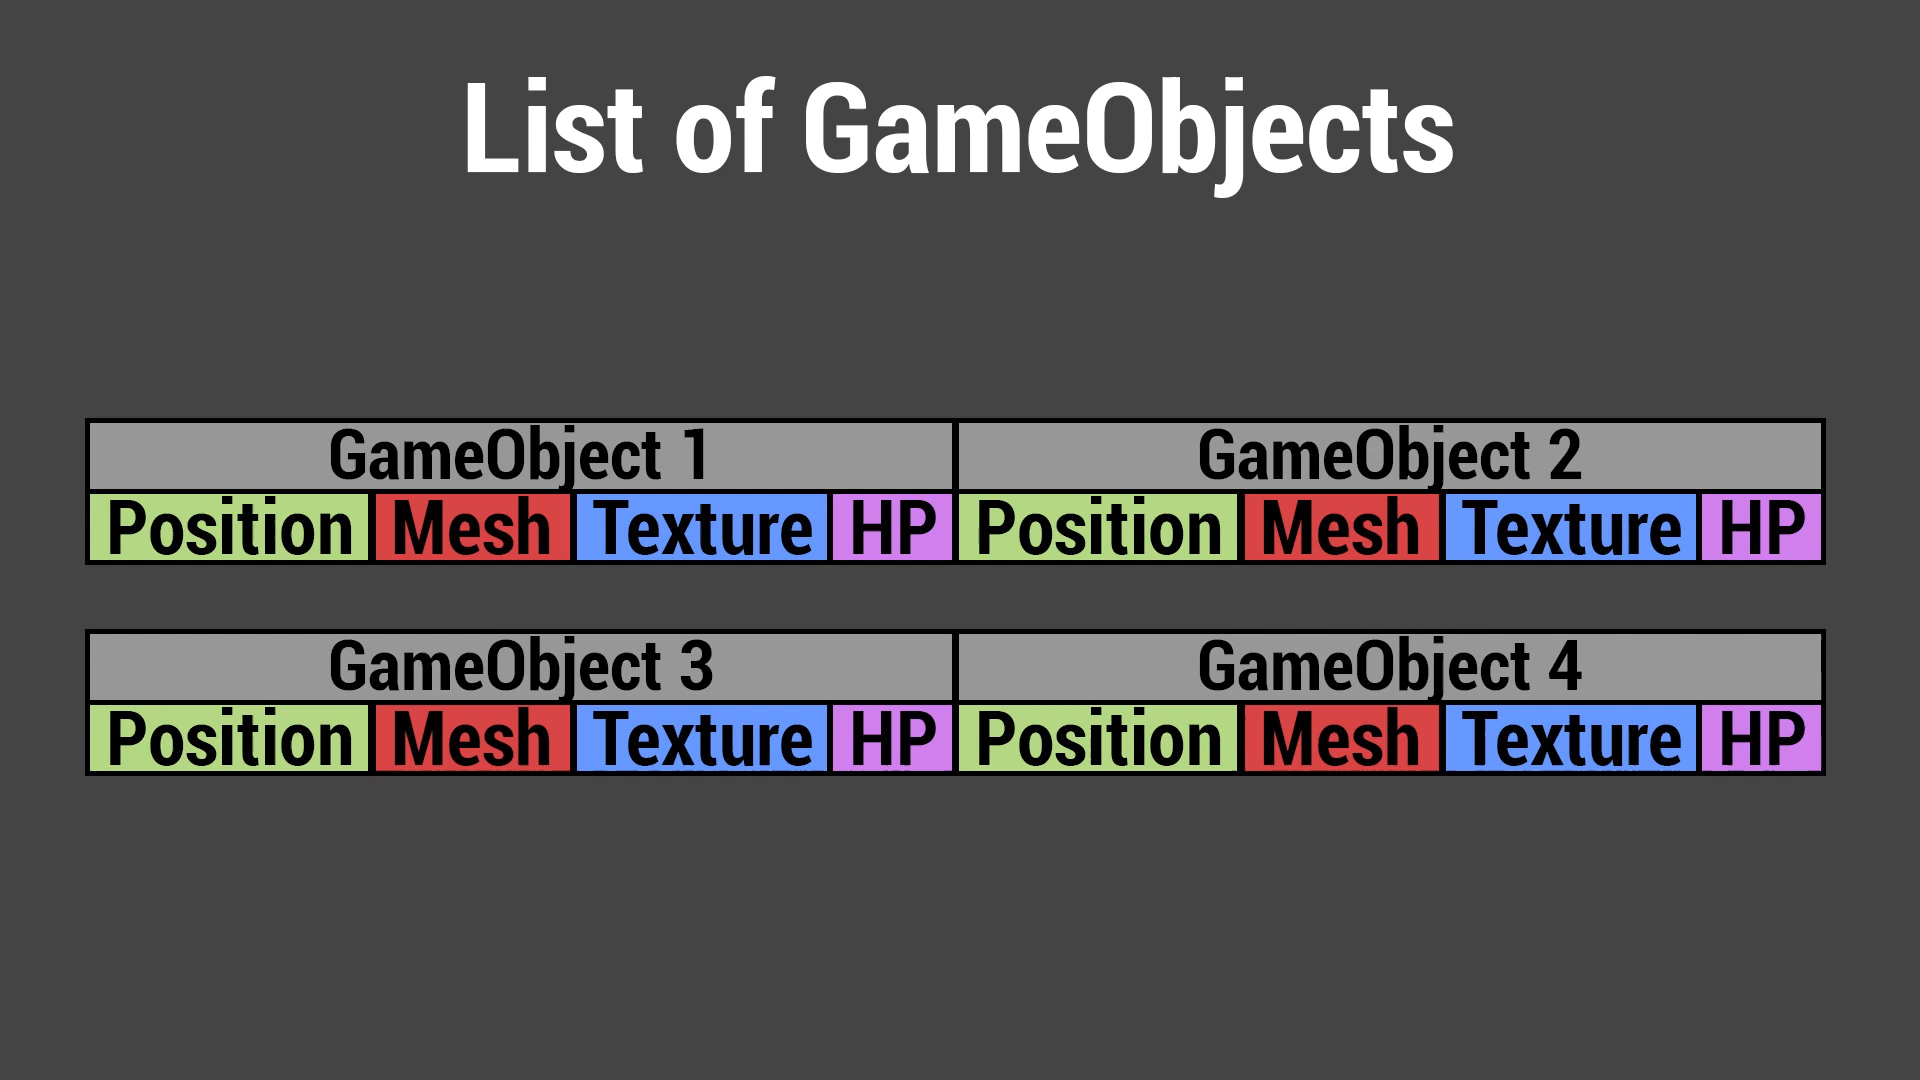 List of GameObjects
GameObject 1 GameObject 2
Position Mesh Texture HP Position Mesh Texture HP
GameObject 3 GameObject 4
Position Mesh Texture HP Position Mesh Texture HP